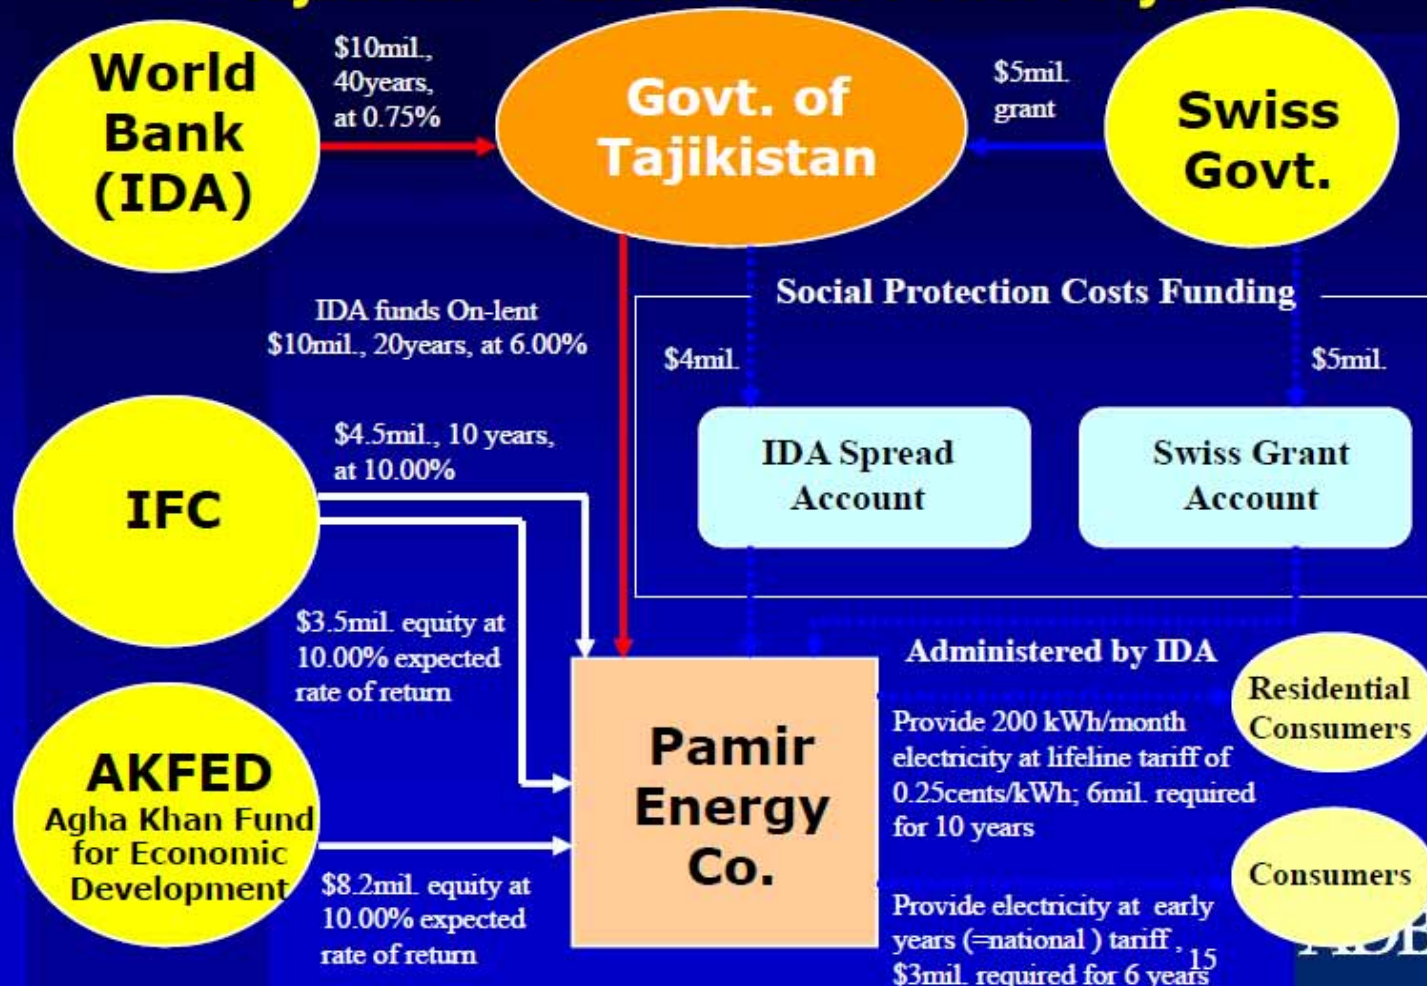 World
Bank
(IDA)
$10mil.,
40years,
at 0.75%
Govt. of
Tajikistan
$5mil.
grant
Swiss
Govt.
Social Protection Costs Funding
IDA funds On-lent
$10mil., 20years, at 6.00%
$4mil.
$5mil.
IDA Spread
Account
Swiss Grant
Account
IFC
$4.5mil., 10 years,
at 10.00%
$3.5mil. equity at
10.00% expected
rate of return
AKFED
Agha Khan Fund
for Economic
Development
$8.2mil. equity at
10.00% expected
rate of return
Pamir
Energy
Co.
Administered by IDA
Provide 200 kWh/month
electricity at lifeline tariff of
0.25cents/kWh; 6mil. required
for 10 years
Residential
Consumers
Provide electricity at early
years (=national ) tariff ,
$3mil. required for 6 years
Consumers
15